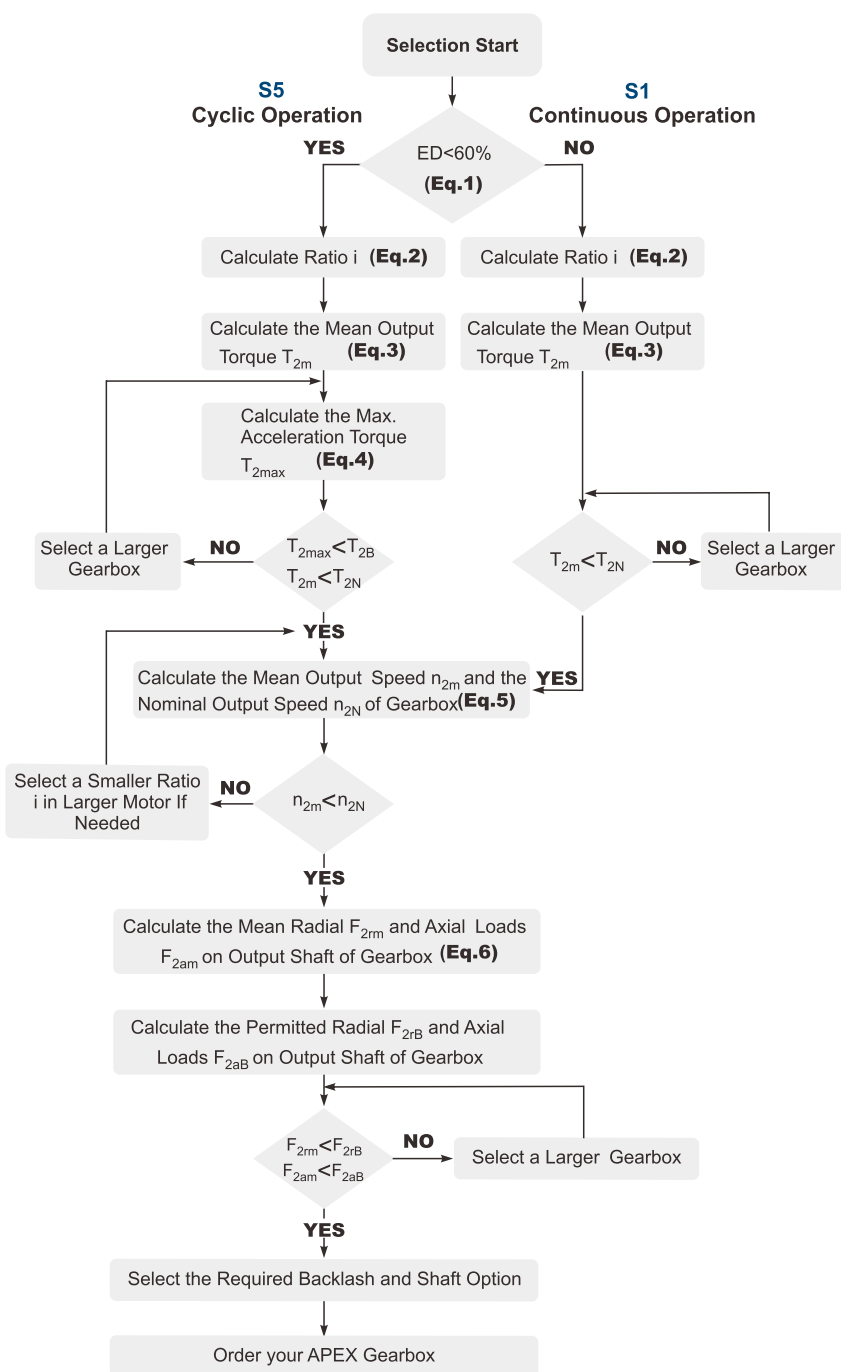 Selection Start
S5
Cyclic Operation
S1
Continuous Operation
YES
ED<60%
(Eq.1)
NO
Calculate Ratio i (Eq.2)
Calculate Ratio i (Eq.2)
Calculate the Mean Output
Torque T2m (Eq.3)
Calculate the Mean Output
Torque T2m (Eq.3)
Calculate the Max.
Acceleration Torque
T2max (Eq.4)
Select a Larger
Gearbox
NO
T2max<T2B
T2m<T2N
T2m<T2N
NO
Select a Larger
Gearbox
YES
Calculate the Mean Output Speed n2m and the
Nominal Output Speed n2N of Gearbox(Eq.5)
YES
Select a Smaller Ratio
i in Larger Motor If
Needed
NO
n2m<n2N
YES
Calculate the Mean Radial F2rm and Axial Loads
F2am on Output Shaft of Gearbox (Eq.6)
Calculate the Permitted Radial F2rB and Axial
Loads F2aB on Output Shaft of Gearbox
F2rm<F2rB
F2am<F2aB
NO
Select a Larger Gearbox
YES
Select the Required Backlash and Shaft Option
Order your APEX Gearbox